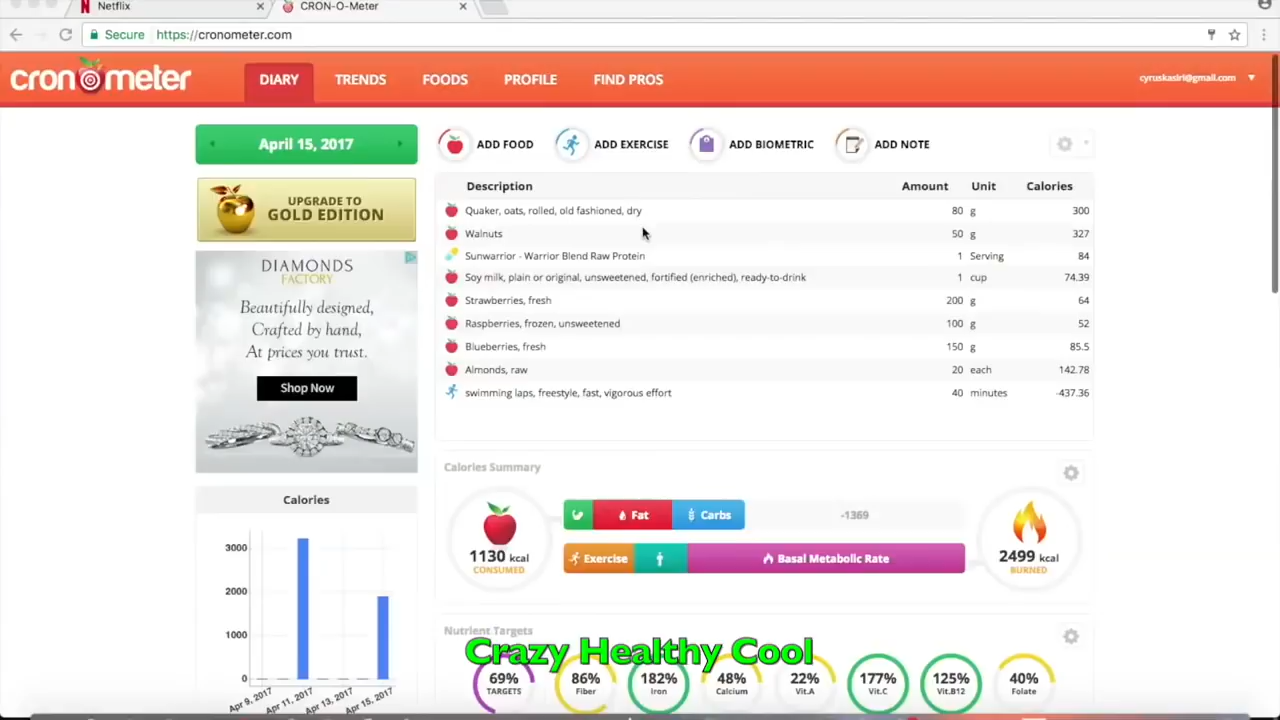 Netflix
CRON-O-Meter
Secure https://cronometer.com
cronometer
DIARY TRENDS FOODS PROFILE FIND PROS
cyruskasiri@gmail.com
April 15, 2017
ADD FOOD ADD EXERCISE ADD BIOMETRIC ADD NOTE
UPGRADE TO
GOLD EDITION
Description Amount Unit Calories
Quaker, oats, rolled, old fashioned, dry 80 g 300
Walnuts 50 g 327
Sunwarrior - Warrior Blend Raw Protein 1 Serving 84
Soy milk, plain or original, unsweetened, fortified (enriched), ready-to-drink 1 cup 74.39
Strawberries, fresh 200 g 64
Raspberries, frozen, unsweetened 100 g 52
Blueberries, fresh 150 g 85.5
Almonds, raw 20 each 142.78
swimming laps, freestyle, fast, vigorous effort 40 minutes -437.36
DIAMONDS
FACTORY
Beautifully designed,
Crafted by hand,
At prices you trust.
Shop Now
Calories
3000
2000
1000
0
Apr 9, 2017
Apr 11, 2017
Apr 13, 2017
Apr 15, 2017
Calories Summary
1130 kcal
CONSUMED
Fat Carbs -1369
Exercise Basal Metabolic Rate
2499 kcal
BURNED
Nutrient Targets
Crazy Healthy Cool
69% 86% 182% 48% 22% 177% 125% 40%
TARGETS Fiber Iron Calcium Vit.A Vit.C Vit.B12 Folate